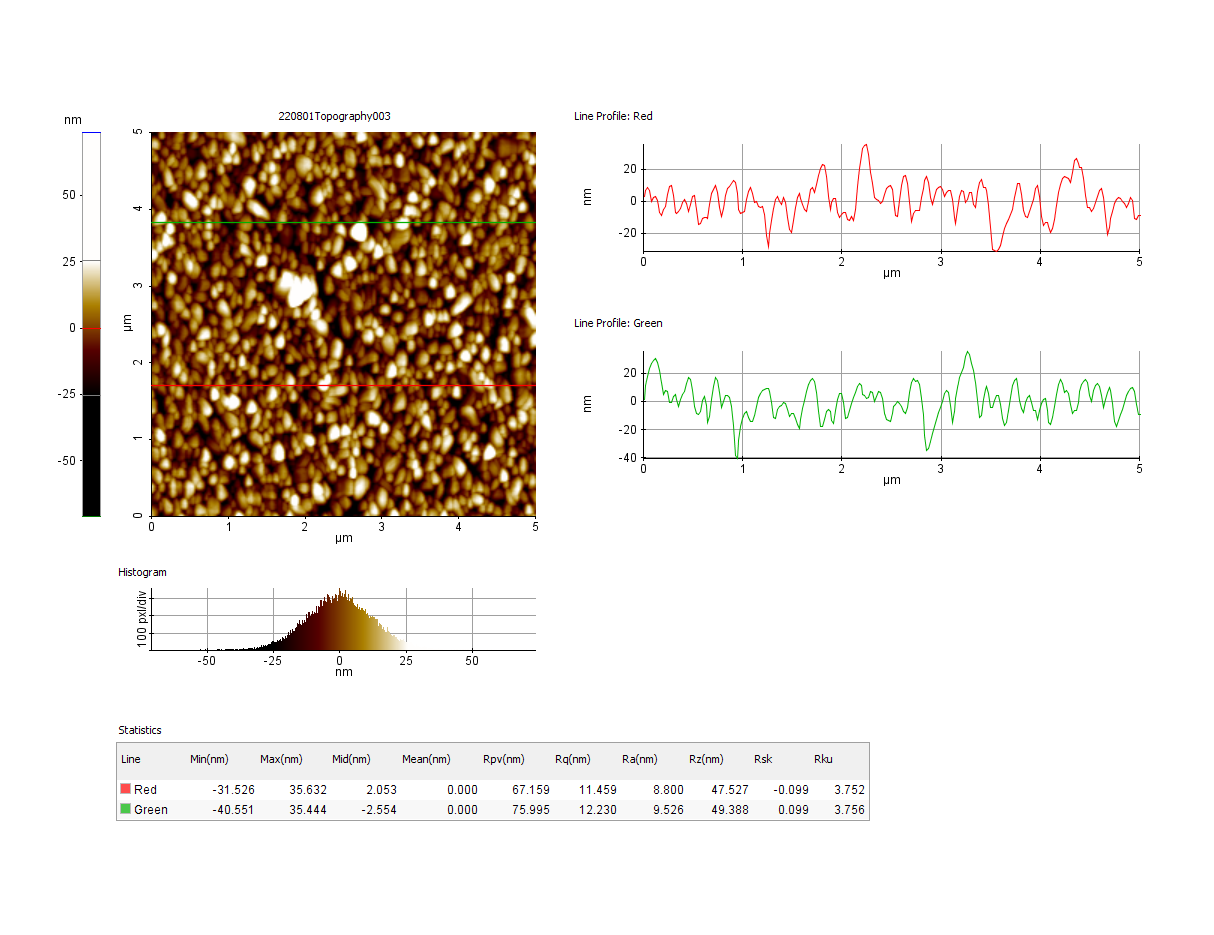 220801Topography003
nm
50
25
0
-25
-50
5
4
3
2
1
0
µm
0 1 2 3 4 5
µm
Line Profile: Red
nm
20
0
-20
0 1 2 3 4 5
µm
Line Profile: Green
nm
20
0
-20
-40
0 1 2 3 4 5
µm
Histogram
100 pxl/div
-50 -25 0 25 50
nm
Statistics
Line Min(nm) Max(nm) Mid(nm) Mean(nm) Rpv(nm) Rq(nm) Ra(nm) Rz(nm) Rsk Rku
Red -31.526 35.632 2.053 0.000 67.159 11.459 8.800 47.527 -0.099 3.752
Green -40.551 35.444 -2.554 0.000 75.995 12.230 9.526 49.388 0.099 3.756